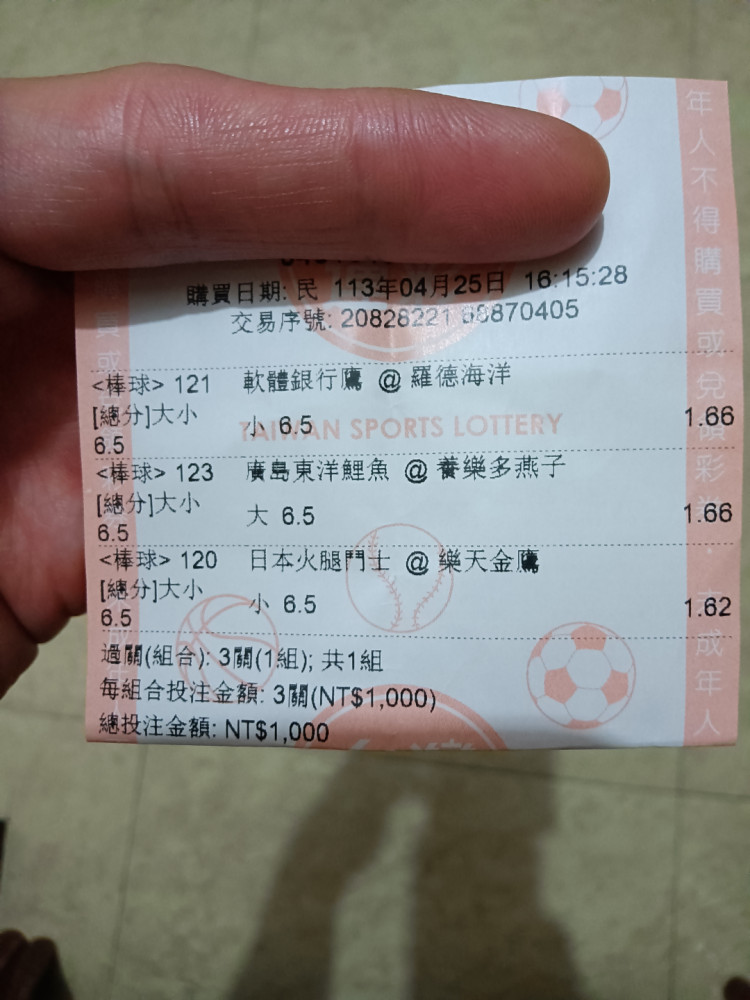 購買日期: 民 113年04月25日 16:15:28
交易序號: 20828221 68870405
<棒球> 121 軟體銀行鷹 @ 羅德海洋
[總分]大小 小 6.5 1.66
6.5
TAIWAN SPORTS LOTTERY
<棒球> 123 廣島東洋鯉魚 @ 養樂多燕子
[總分]大小 大 6.5 1.66
6.5
<棒球> 120 日本火腿鬥士 @ 樂天金鷹
[總分]大小 小 6.5 1.62
6.5
過關(組合): 3關(1組); 共1組
每組合投注金額: 3關(NT$1,000)
總投注金額: NT$1,000
年人不得購買或兌領彩
成年人